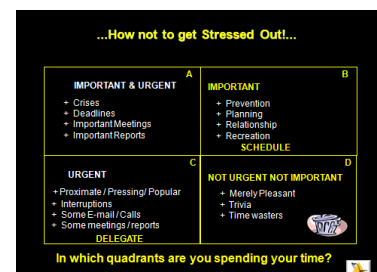 ...How not to get Stressed Out!...
A
IMPORTANT & URGENT
+ Crises
+ Deadlines
+ Important Meetings
+ Important Reports
B
IMPORTANT
+ Prevention
+ Planning
+ Relationship
+ Recreation
SCHEDULE
C
URGENT
+Proximate / Pressing/ Popular
+ Interruptions
+ Some E-mail / Calls
+ Some meetings / reports
DELEGATE
D
NOT URGENT NOT IMPORTANT
+ Merely Pleasant
+ Trivia
+ Time wasters
In which quadrants are you spending your time?